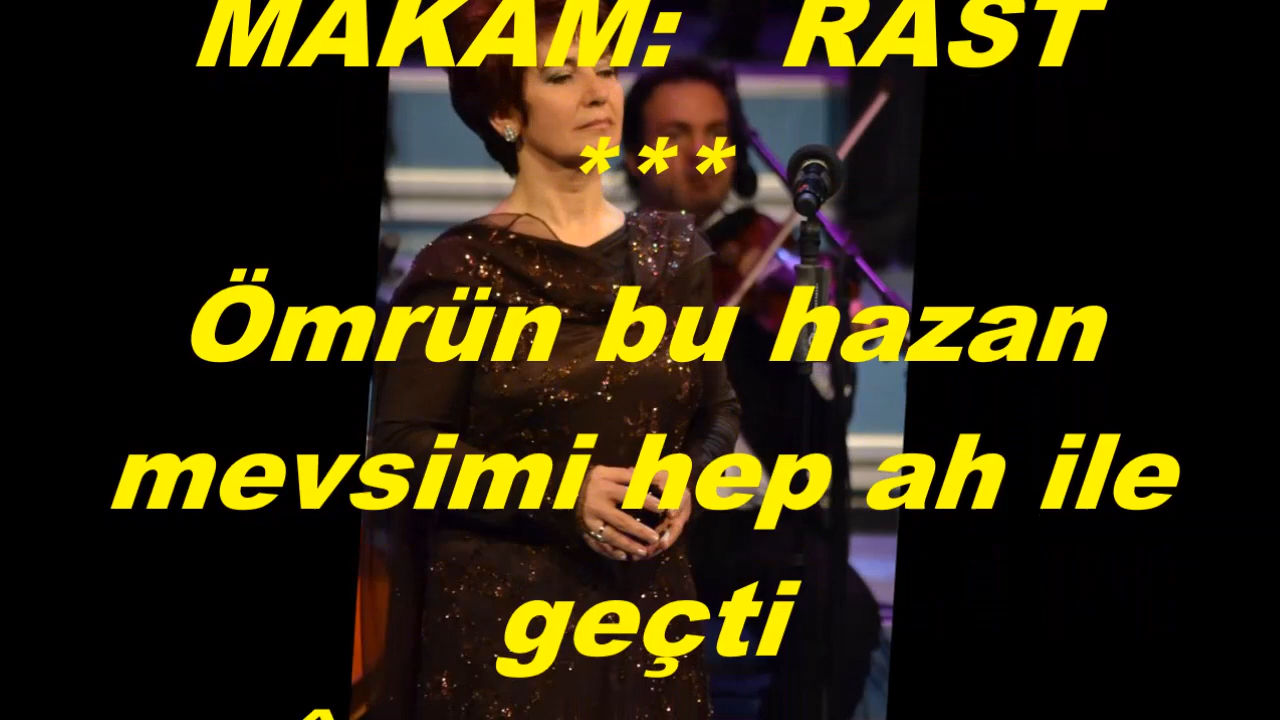 MAKAM: RAST
***
Ömrün bu hazan
mevsimi hep ah ile
geçti